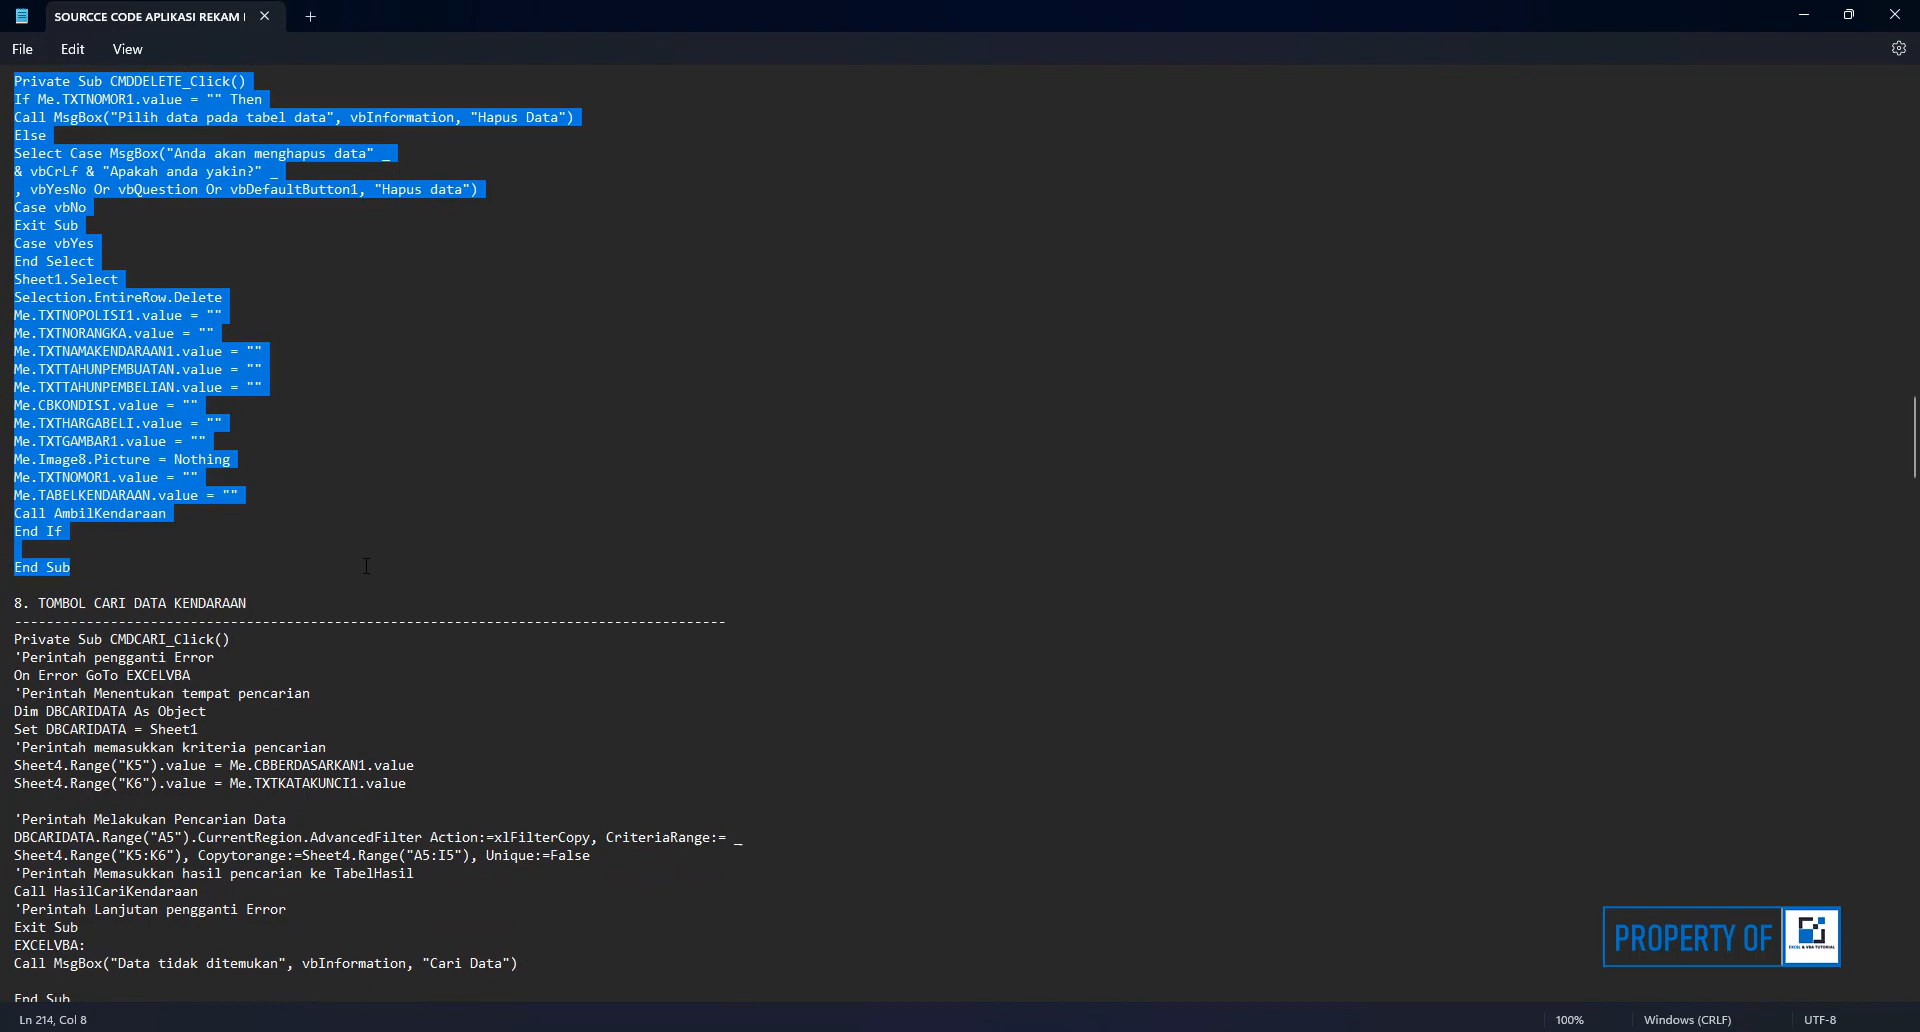 SOURCCE CODE APLIKASI REKAM
File Edit View
Private Sub CMDDELETE_Click()
If Me.TXTNOMOR1.value = "" Then
Call MsgBox("Pilih data pada tabel data", vbInformation, "Hapus Data")
Else
Select Case MsgBox("Anda akan menghapus data" _
& vbCrLf & "Apakah anda yakin?" _
, vbYesNo Or vbQuestion Or vbDefaultButton1, "Hapus data")
Case vbNo
Exit Sub
Case vbYes
End Select
Sheet1.Select
Selection.EntireRow.Delete
Me.TXTNOPOLISI1.value = ""
Me.TXTNORANGKA.value = ""
Me.TXTNAMAKENDARAAN1.value = ""
Me.TXTTAHUNPEMBUATAN.value = ""
Me.TXTTAHUNPEMBELIAN.value = ""
Me.CBKONDISI.value = ""
Me.TXTHARGABELI.value = ""
Me.TXTGAMBAR1.value = ""
Me.Image8.Picture = Nothing
Me.TXTNOMOR1.value = ""
Me.TABELKENDARAAN.value = ""
Call AmbilKendaraan
End If
End Sub
8. TOMBOL CARI DATA KENDARAAN
-----------------------------------------------------------------------------------------
Private Sub CMDCARI_Click()
'Perintah pengganti Error
On Error GoTo EXCELVBA
'Perintah Menentukan tempat pencarian
Dim DBCARIDATA As Object
Set DBCARIDATA = Sheet1
'Perintah memasukkan kriteria pencarian
Sheet4.Range("K5").value = Me.CBBERDASARKAN1.value
Sheet4.Range("K6").value = Me.TXTKATAKUNCI1.value
'Perintah Melakukan Pencarian Data
DBCARIDATA.Range("A5").CurrentRegion.AdvancedFilter Action:=xlFilterCopy, CriteriaRange:= _
Sheet4.Range("K5:K6"), Copytorange:=Sheet4.Range("A5:I5"), Unique:=False
'Perintah Memasukkan hasil pencarian ke TabelHasil
Call HasilCariKendaraan
'Perintah Lanjutan pengganti Error
Exit Sub
EXCELVBA:
Call MsgBox("Data tidak ditemukan", vbInformation, "Cari Data")
End Sub
PROPERTY OF
EXCEL & VBA TUTORIAL
Ln 214, Col 8
100%
Windows (CRLF)
UTF-8